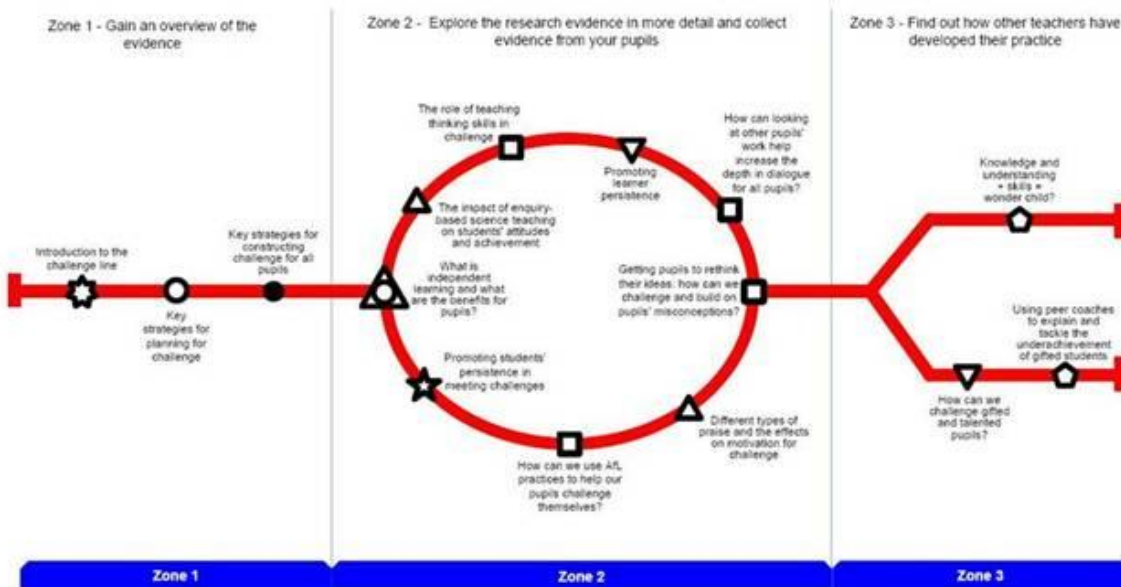 Zone 1 - Gain an overview of the
evidence
Zone 2 - Explore the research evidence in more detail and collect
evidence from your pupils
Zone 3 - Find out how other teachers have
developed their practice
Introduction to the
challenge line
Key
strategies for
planning for
challenge
Key strategies for
constructing
challenge for all
pupils
The role of teaching
thinking skills in
challenge
Promoting
learner
persistence
How can looking
at other pupils'
work help
increase the
depth in dialogue
for all pupils?
The impact of enquiry-
based science teaching
on students' attitudes
and achievement
What is
independent
learning and what
are the benefits for
pupils?
Getting pupils to rethink
their ideas: how can we
challenge and build on
pupils' misconceptions?
Promoting students'
persistence in
meeting challenges
How can we use AfL
practices to help our
pupils challenge
themselves?
Different types of
praise and the effects
on motivation for
challenge
Knowledge and
understanding
+ skills =
wonder child?
How can we
challenge gifted
and talented
pupils?
Using peer coaches
to explain and
tackle the
underachievement
of gifted students
Zone 1
Zone 2
Zone 3